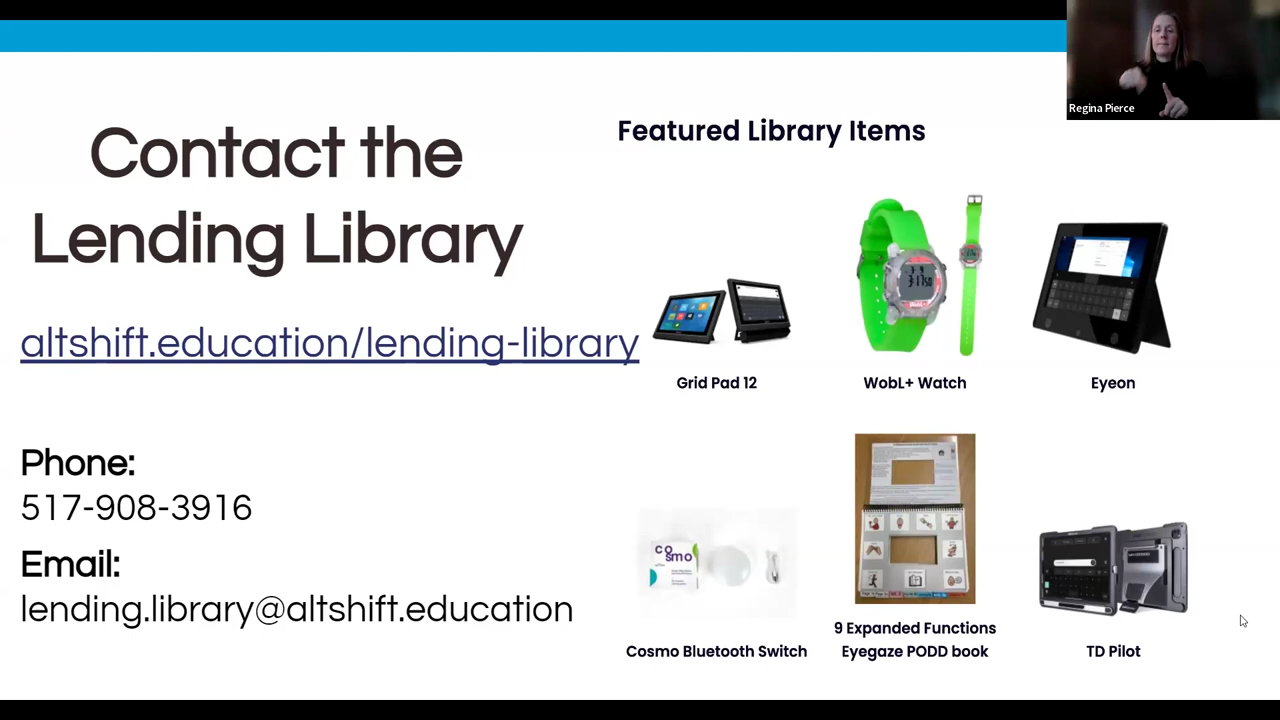 Regina Pierce
Contact the
Lending Library
altshift.education/lending-library
Phone:
517-908-3916
Email:
lending.library@altshift.education
Featured Library Items
Grid Pad 12
WobL+ Watch
Eyeon
cosmo
Cosmo Bluetooth Switch
9 Expanded Functions
Eyegaze PODD book
TD Pilot